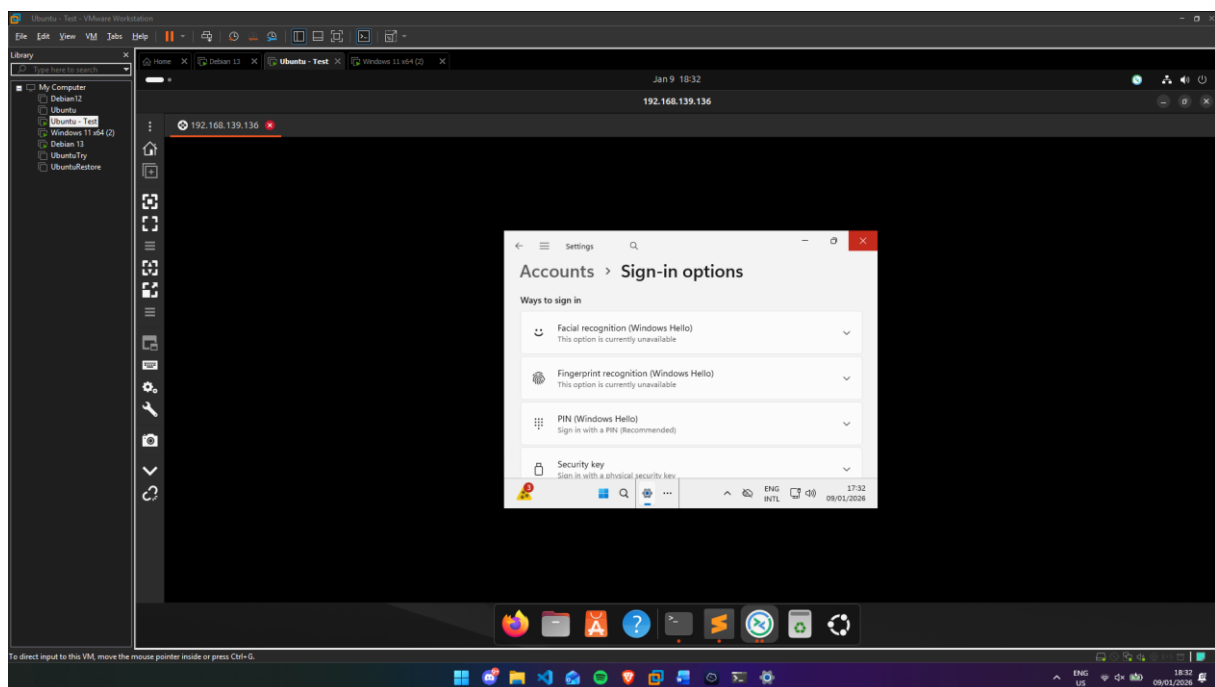 Ubuntu - Test - VMware Workstation
File Edit View VM Tabs Help
Library
Type here to search
My Computer
Debian12
Ubuntu
Ubuntu - Test
Windows 11 x64 (2)
Debian 13
UbuntuTry
UbuntuRestore
Home Debian 13 Ubuntu - Test Windows 11 x64 (2)
Jan 9 18:32
192.168.139.136
192.168.139.136
Settings
Accounts > Sign-in options
Ways to sign in
Facial recognition (Windows Hello)
This option is currently unavailable
Fingerprint recognition (Windows Hello)
This option is currently unavailable
PIN (Windows Hello)
Sign in with a PIN (Recommended)
Security key
Sign in with a physical security key
3
ENG
INTL
17:32
09/01/2026
To direct input to this VM, move the mouse pointer inside or press Ctrl+G.
ENG
US
18:32
09/01/2026